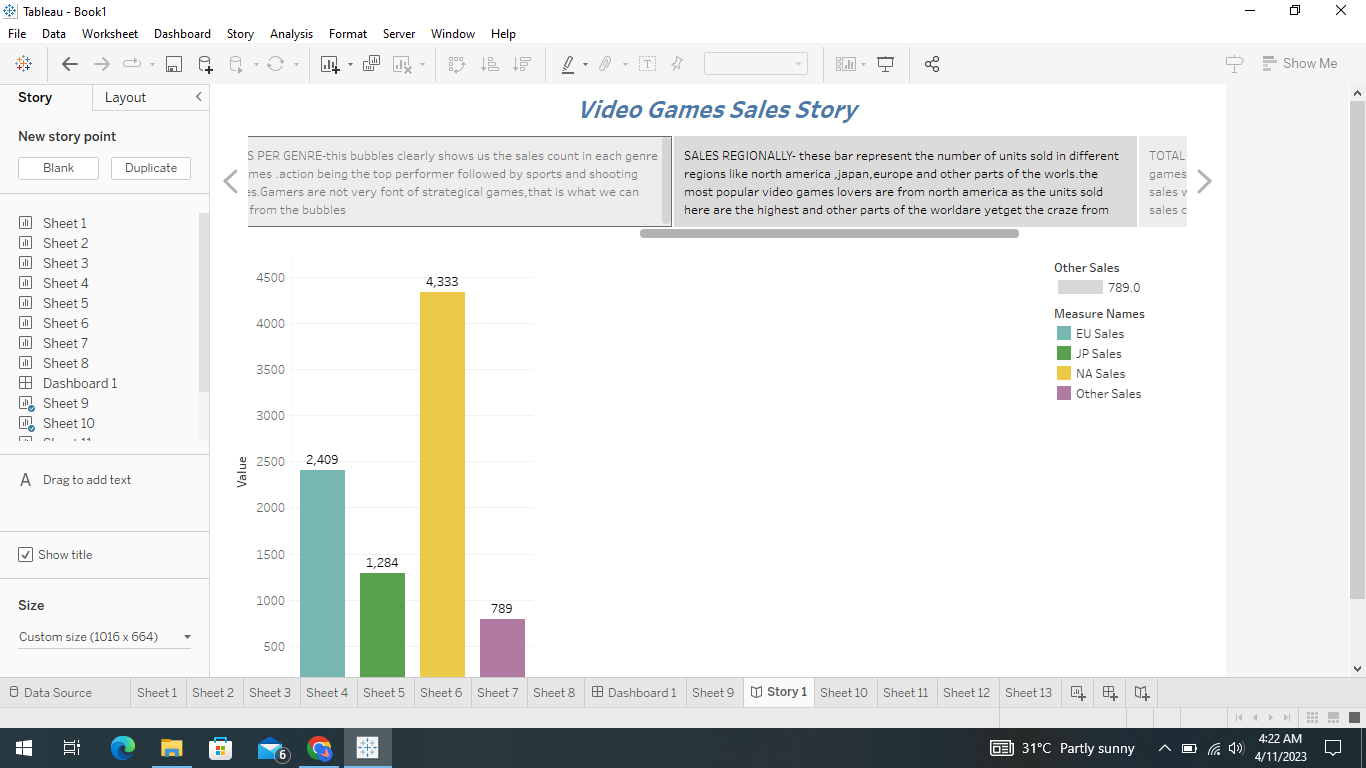 Tableau - Book1
File Data Worksheet Dashboard Story Analysis Format Server Window Help
Show Me
Story Layout
New story point
Blank Duplicate
Sheet 1
Sheet 2
Sheet 3
Sheet 4
Sheet 5
Sheet 6
Sheet 7
Sheet 8
Dashboard 1
Sheet 9
Sheet 10
A Drag to add text
Show title
Size
Custom size (1016 x 664)
Video Games Sales Story
S PER GENRE-this bubbles clearly shows us the sales count in each genre
mes .action being the top performer followed by sports and shooting
es.Gamers are not very font of strategical games,that is what we can
from the bubbles
SALES REGIONALLY- these bar represent the number of units sold in different
regions like north america ,japan,europe and other parts of the worls.the
most popular video games lovers are from north america as the units sold
here are the highest and other parts of the worldare yetget the craze from
TOTAL
games
sales
sales
Value
4500
4000
3500
3000
2500
2000
1500
1000
500
2,409
1,284
4,333
789
Other Sales
789.0
Measure Names
EU Sales
JP Sales
NA Sales
Other Sales
Data Source Sheet 1 Sheet 2 Sheet 3 Sheet 4 Sheet 5 Sheet 6 Sheet 7 Sheet 8 Dashboard 1 Sheet 9 Story 1 Sheet 10 Sheet 11 Sheet 12 Sheet 13
6
31°C Partly sunny
4:22 AM
4/11/2023